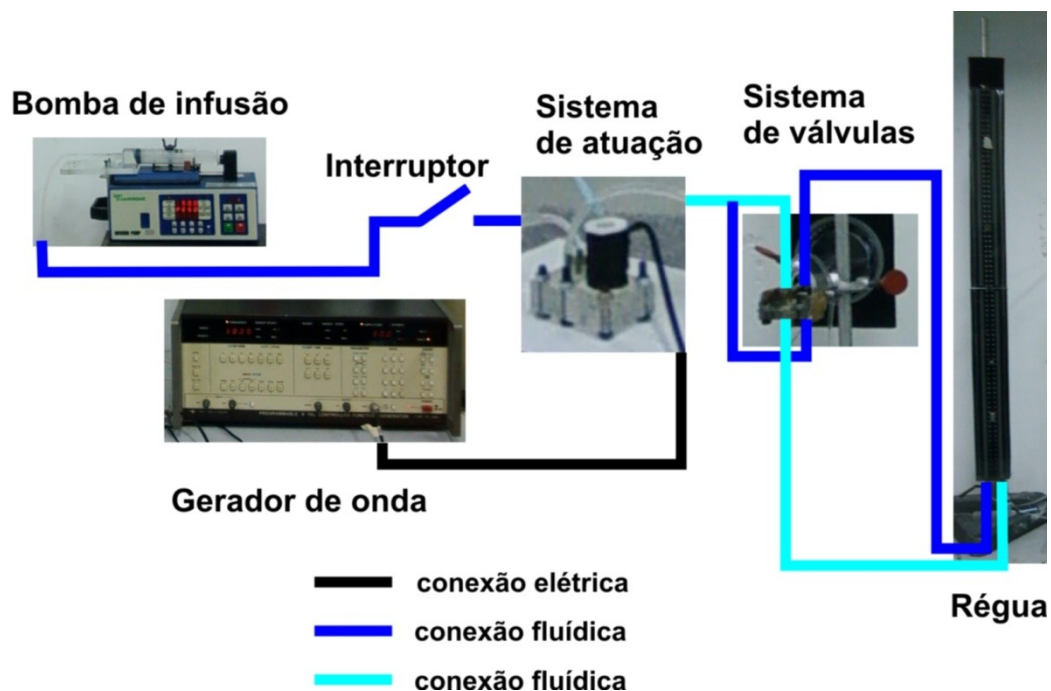 Bomba de infusão
Interruptor
Sistema
de atuação
Sistema
de válvulas
Gerador de onda
conexão elétrica
conexão fluídica
conexão fluídica
Régua